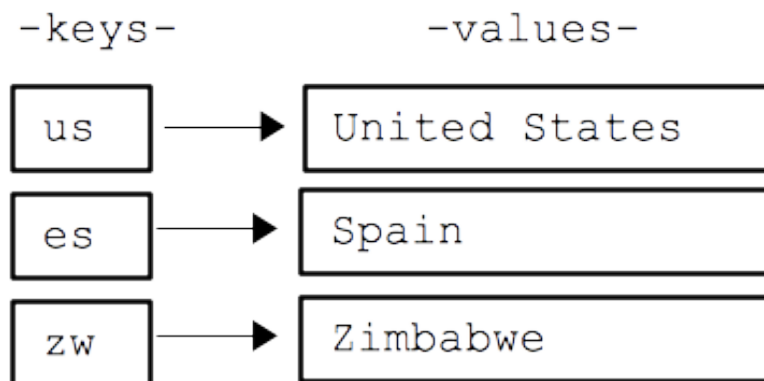 -keys- -values-
us United States
es Spain
zw Zimbabwe